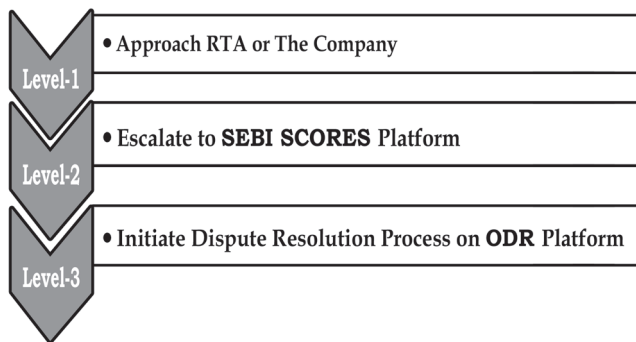 Level-1
• Approach RTA or The Company
Level-2
• Escalate to SEBI SCORES Platform
Level-3
• Initiate Dispute Resolution Process on ODR Platform